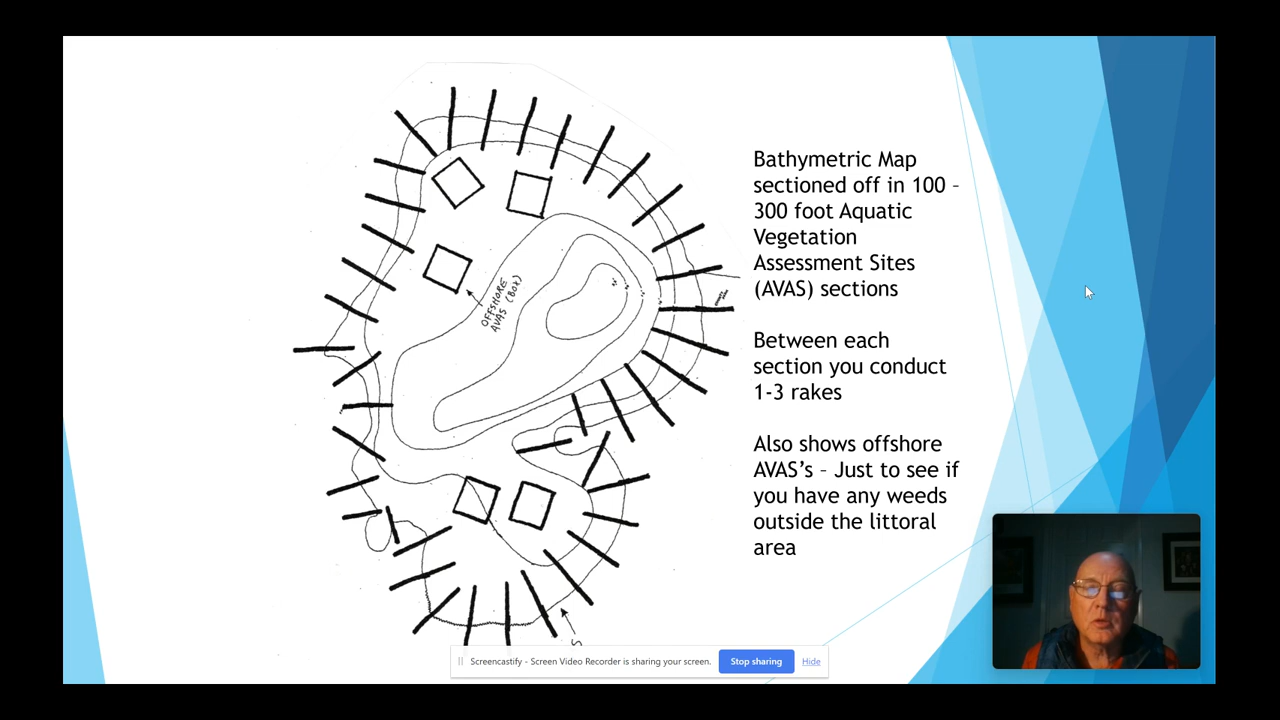 OFFSHORE
AVAS (BOX)
Bathymetric Map
sectioned off in 100 –
300 foot Aquatic
Vegetation
Assessment Sites
(AVAS) sections
Between each
section you conduct
1-3 rakes
Also shows offshore
AVAS’s – Just to see if
you have any weeds
outside the littoral
area
Screencastify - Screen Video Recorder is sharing your screen.
Stop sharing
Hide